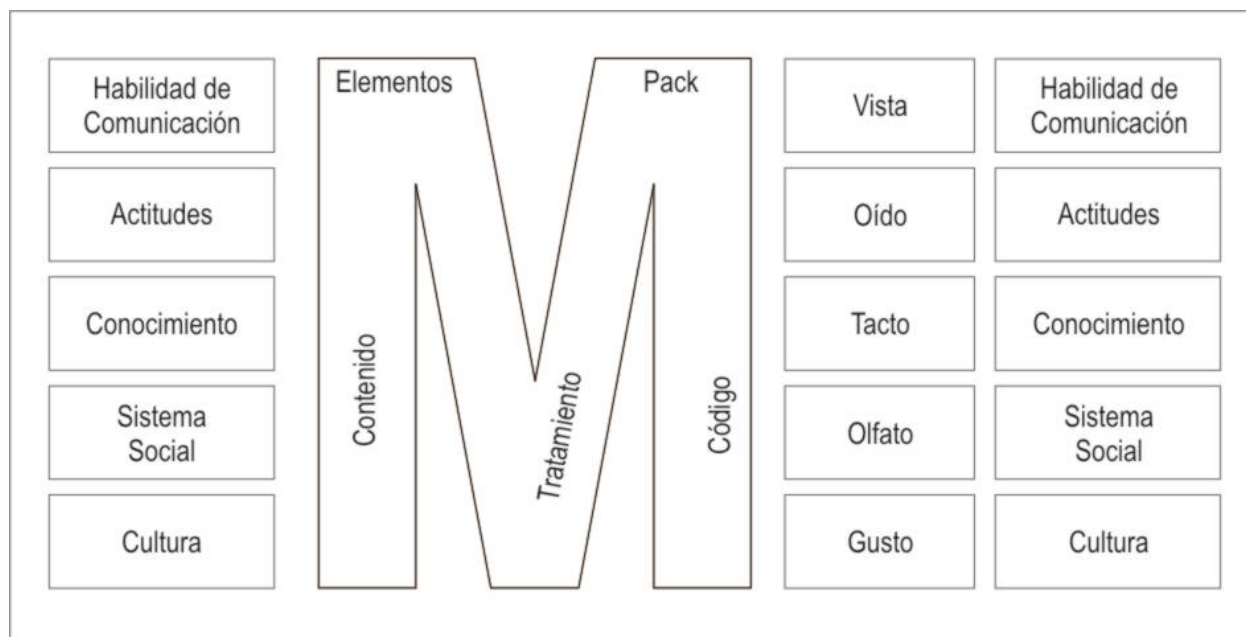 Habilidad de
Comunicación
Actitudes
Conocimiento
Sistema
Social
Cultura
Elementos
Pack
Contenido
Tratamiento
Código
Vista
Oído
Tacto
Olfato
Gusto
Habilidad de
Comunicación
Actitudes
Conocimiento
Sistema
Social
Cultura